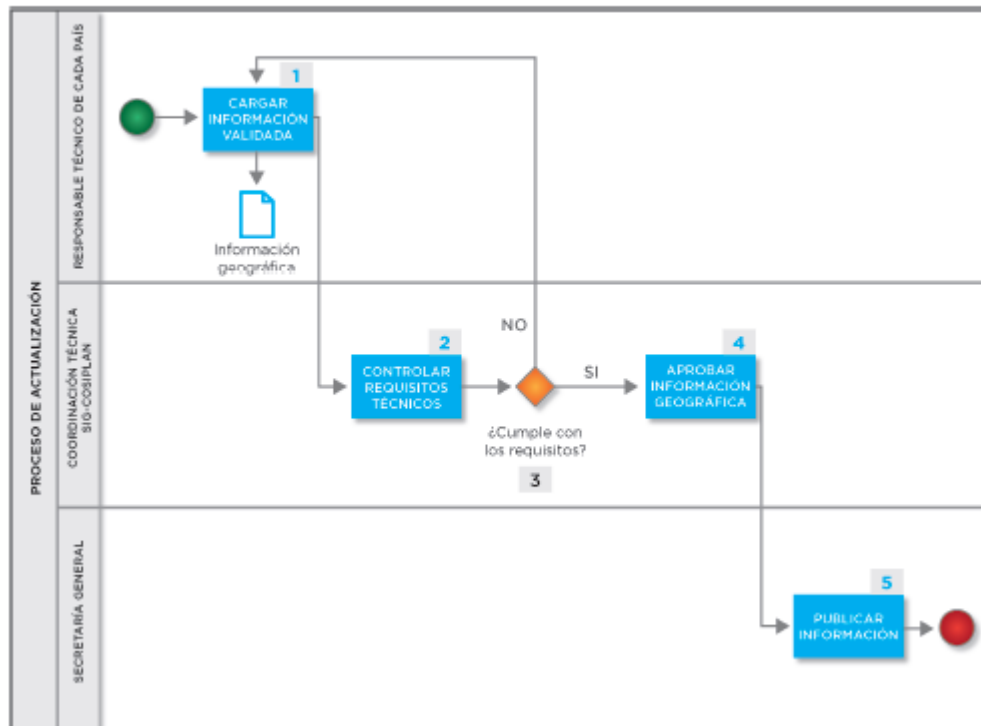 PROCESO DE ACTUALIZACIÓN
RESPONSABLE TÉCNICO DE CADA PAÍS
1
CARGAR
INFORMACIÓN
VALIDADA
Información
geográfica
COORDINACIÓN TÉCNICA
SIG-COSIPLAN
2
CONTROLAR
REQUISITOS
TÉCNICOS
NO
SI
¿Cumple con
los requisitos?
3
4
APROBAR
INFORMACIÓN
GEOGRÁFICA
SECRETARÍA GENERAL
5
PUBLICAR
INFORMACIÓN